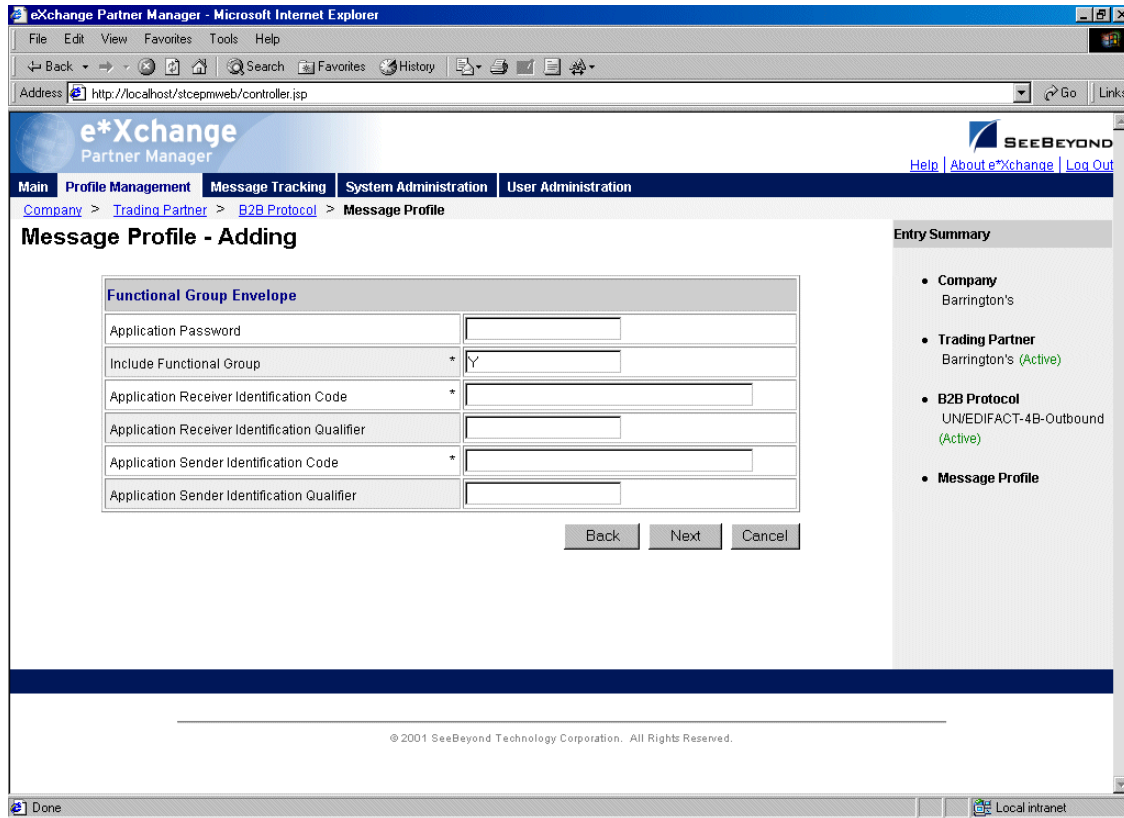 eXchange Partner Manager - Microsoft Internet Explorer
File Edit View Favorites Tools Help
Back Search Favorites History
Address http://localhost/stcepmweb/controller.jsp Go Links
e*Xchange
Partner Manager
SEEBEYOND
Help | About e*Xchange | Log Out
Main Profile Management Message Tracking System Administration User Administration
Company > Trading Partner > B2B Protocol > Message Profile
Message Profile - Adding
Functional Group Envelope
Application Password
Include Functional Group * Y
Application Receiver Identification Code *
Application Receiver Identification Qualifier
Application Sender Identification Code *
Application Sender Identification Qualifier
Back Next Cancel
Entry Summary
• Company
Barrington's
• Trading Partner
Barrington's (Active)
• B2B Protocol
UN/EDIFACT-4B-Outbound
(Active)
• Message Profile
© 2001 SeeBeyond Technology Corporation. All Rights Reserved.
Done Local intranet